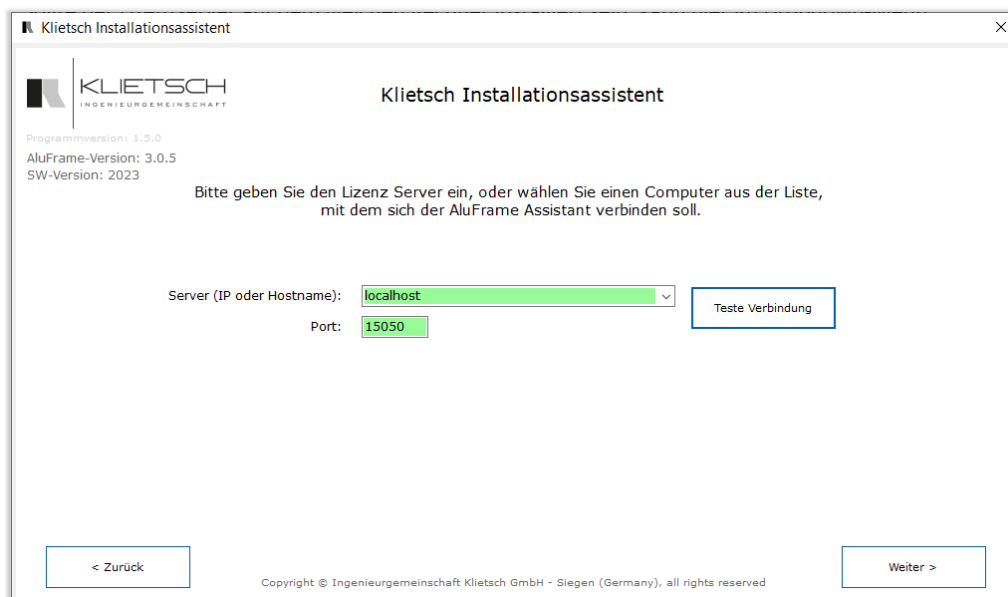 Klietsch Installationsassistent
KLIETSCH
INGENIEURGEMEINSCHAFT
Klietsch Installationsassistent
Programmversion: 1.5.0
AluFrame-Version: 3.0.5
SW-Version: 2023
Bitte geben Sie den Lizenz Server ein, oder wählen Sie einen Computer aus der Liste,
mit dem sich der AluFrame Assistant verbinden soll.
Server (IP oder Hostname):
localhost
Teste Verbindung
Port:
15050
< Zurück
Copyright © Ingenieurgemeinschaft Klietsch GmbH - Siegen (Germany), all rights reserved
Weiter >